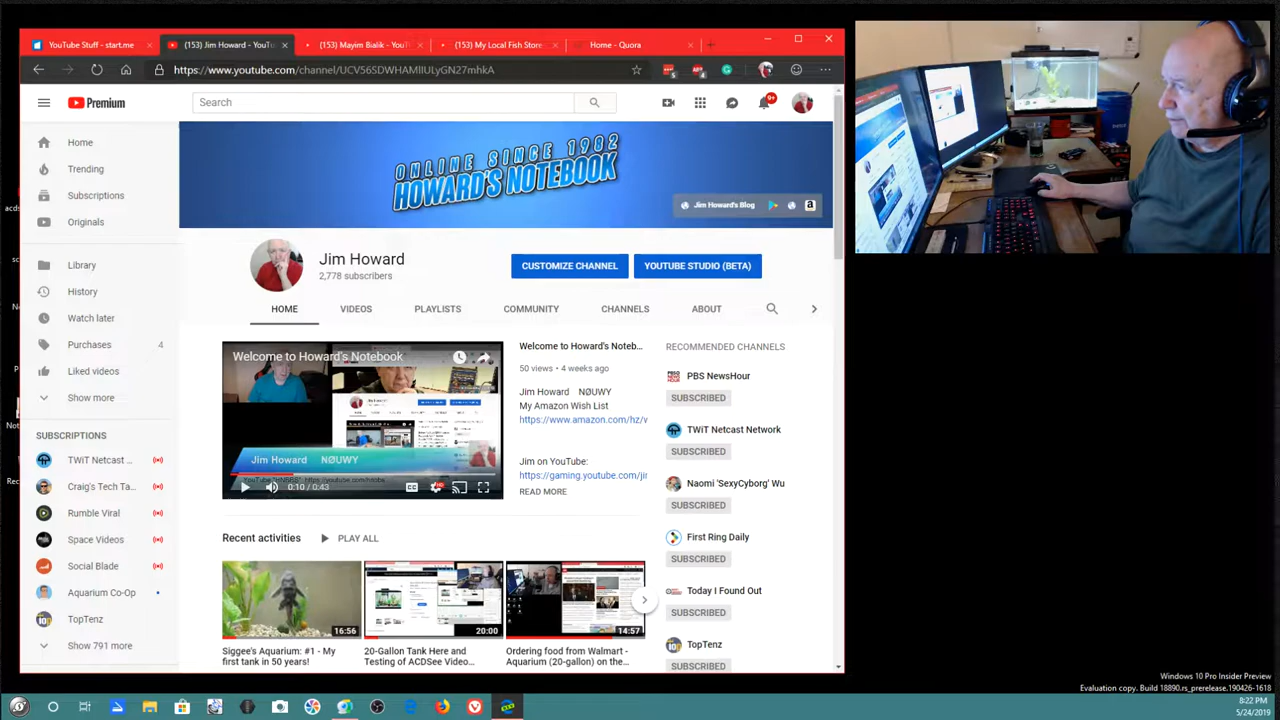 YouTube Stuff - start.me
(153) Jim Howard - YouTu
(153) Mayim Bialik - YouT
(153) My Local Fish Store
Home - Quora
https://www.youtube.com/channel/UCV56SDWHAMIIULyGN27mhkA
Premium
Search
9+
Home
Trending
Subscriptions
Originals
Library
History
Watch later
Purchases 4
Liked videos
Show more
SUBSCRIPTIONS
TWiT Netcast ...
Craig's Tech Ta...
Rumble Viral
Space Videos
Social Blade
Aquarium Co-Op
TopTenz
Show 791 more
ONLINE SINCE 1982
HOWARD'S NOTEBOOK
Jim Howard's Blog
Jim Howard
2,778 subscribers
CUSTOMIZE CHANNEL
YOUTUBE STUDIO (BETA)
HOME VIDEOS PLAYLISTS COMMUNITY CHANNELS ABOUT
Welcome to Howard's Notebook
Jim Howard NØUWY
0:10 / 0:43
Welcome to Howard's Noteb...
50 views • 4 weeks ago
Jim Howard NØUWY
My Amazon Wish List
https://www.amazon.com/hz/v
Jim on YouTube:
https://gaming.youtube.com/jir
READ MORE
RECOMMENDED CHANNELS
PBS NewsHour
SUBSCRIBED
TWiT Netcast Network
SUBSCRIBED
Naomi 'SexyCyborg' Wu
SUBSCRIBED
First Ring Daily
SUBSCRIBED
Today I Found Out
SUBSCRIBED
TopTenz
SUBSCRIBED
Recent activities PLAY ALL
16:56
Siggee's Aquarium: #1 - My
first tank in 50 years!
20:00
20-Gallon Tank Here and
Testing of ACDSee Video...
14:57
Ordering food from Walmart -
Aquarium (20-gallon) on the...
Windows 10 Pro Insider Preview
Evaluation copy. Build 18890.rs_prerelease.190426-1618
8:22 PM
5/24/2019